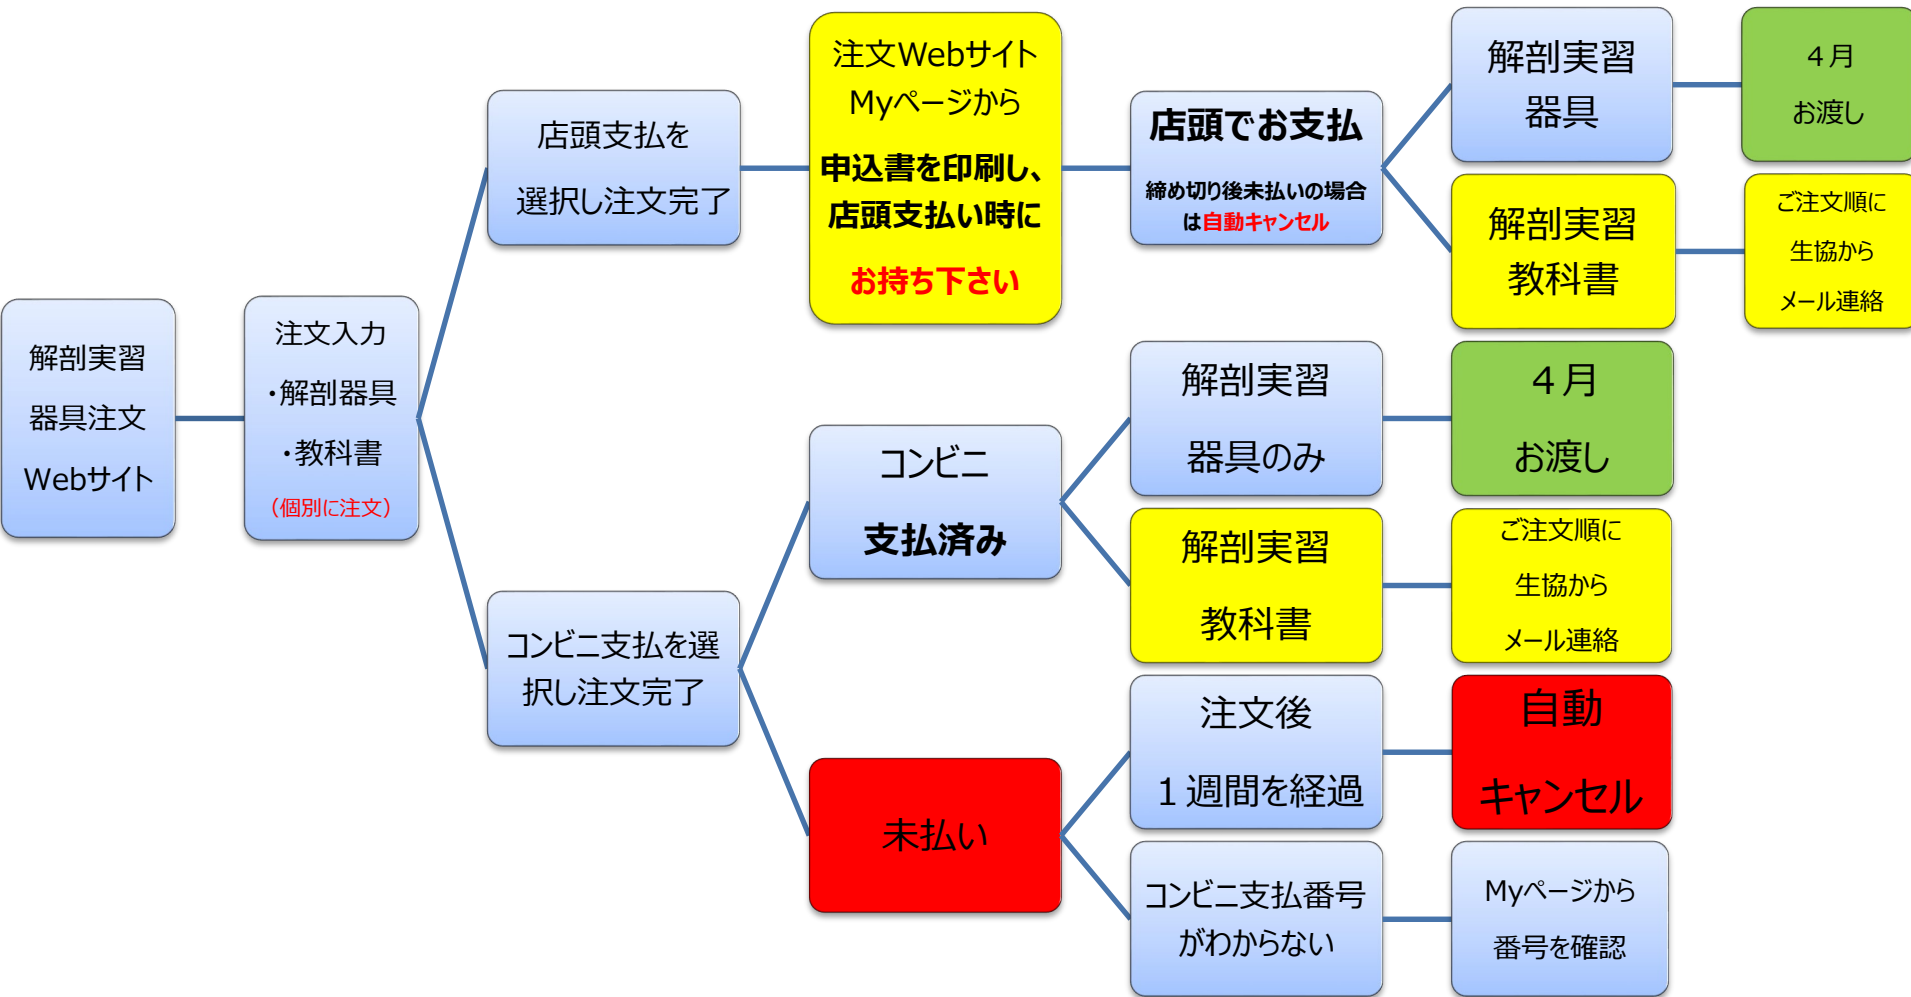 解剖実習
器具注文
Webサイト
注文入力
・解剖器具
・教科書
（個別に注文）
店頭支払を
選択し注文完了
注文Webサイト
Myページから
申込書を印刷し、
店頭支払い時に
お持ち下さい
店頭でお支払
締め切り後未払いの場合
は自動キャンセル
解剖実習
器具
４月
お渡し
解剖実習
教科書
ご注文順に
生協から
メール連絡
コンビニ支払を選
択し注文完了
コンビニ
支払済み
解剖実習
器具のみ
４月
お渡し
解剖実習
教科書
ご注文順に
生協から
メール連絡
未払い
注文後
１週間を経過
自動
キャンセル
コンビニ支払番号
がわからない
Myページから
番号を確認